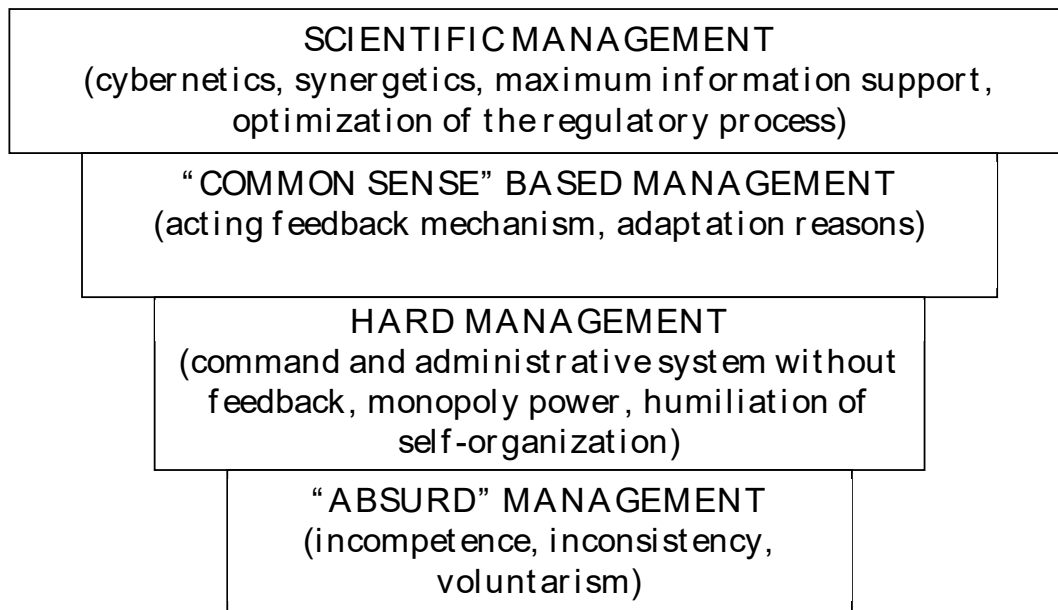 SCIENTIFIC MANAGEMENT
(cybernetics, synergetics, maximum information support,
optimization of the regulatory process)
“COMMON SENSE” BASED MANAGEMENT
(acting feedback mechanism, adaptation reasons)
HARD MANAGEMENT
(command and administrative system without
feedback, monopoly power, humiliation of
self-organization)
“ABSURD” MANAGEMENT
(incompetence, inconsistency,
voluntarism)